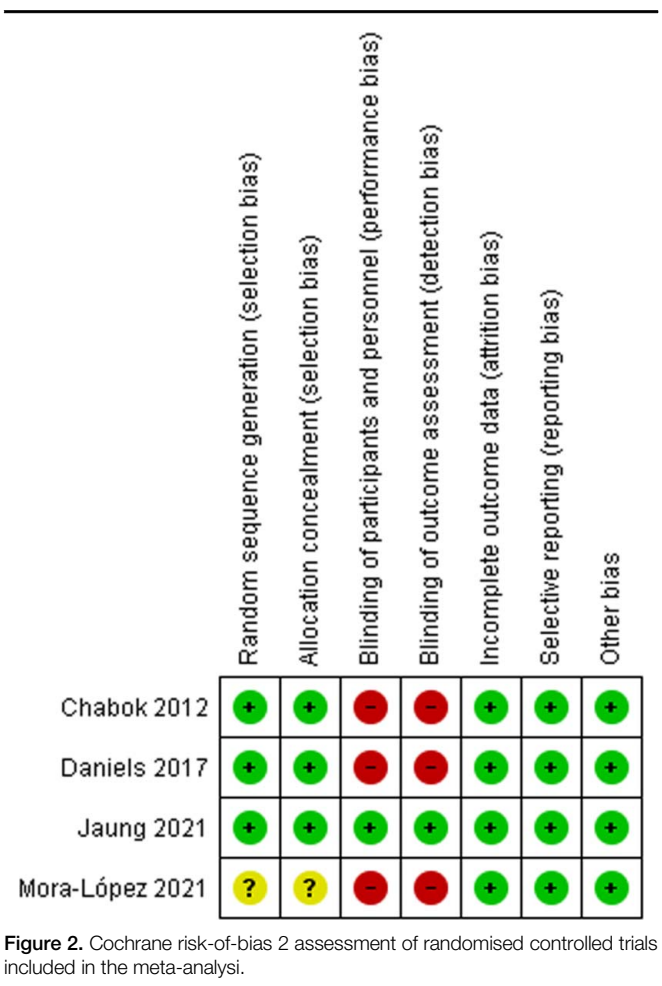 Random sequence generation (selection bias)
Allocation concealment (selection bias)
Blinding of participants and personnel (performance bias)
Blinding of outcome assessment (detection bias)
Incomplete outcome data (attrition bias)
Selective reporting (reporting bias)
Other bias
Chabok 2012 + + - - + + +
Daniels 2017 + + - - + + +
Jaung 2021 + + + + + + +
Mora-López 2021 ? ? - - + + +
Figure 2. Cochrane risk-of-bias 2 assessment of randomised controlled trials
included in the meta-analysi.